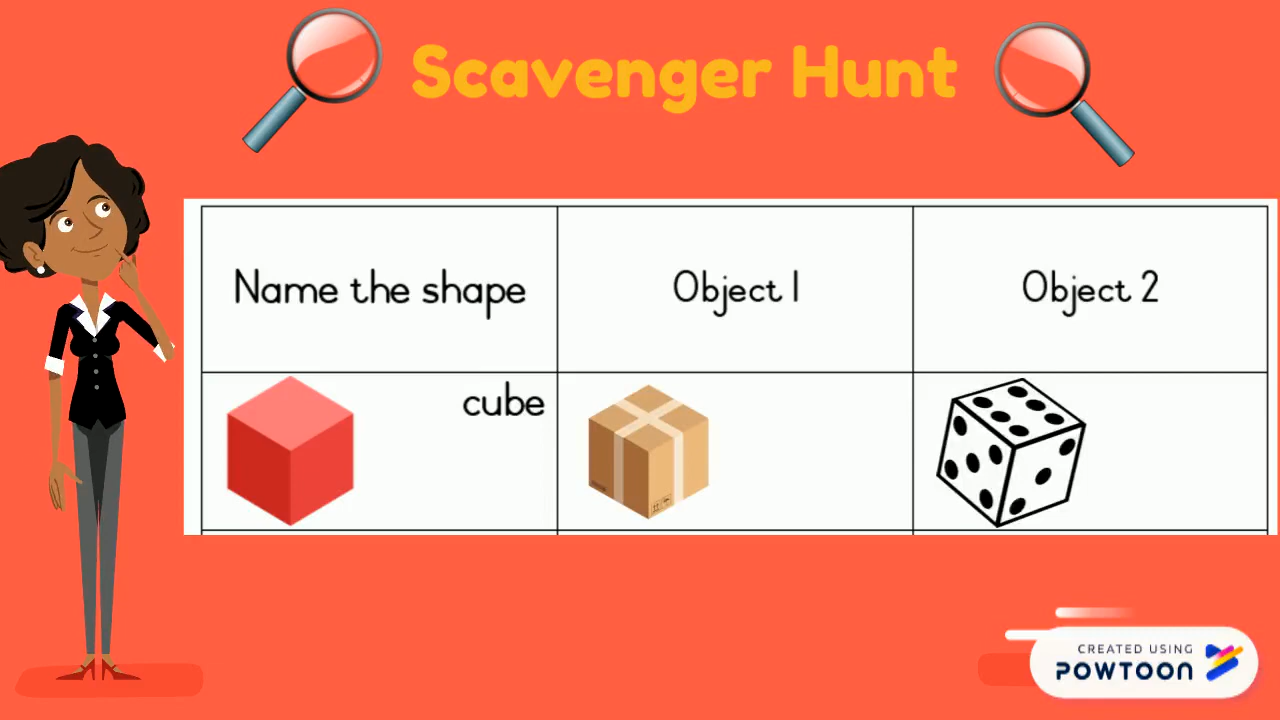 Scavenger Hunt
Name the shape
Object 1
Object 2
cube
CREATED USING
POWTOON